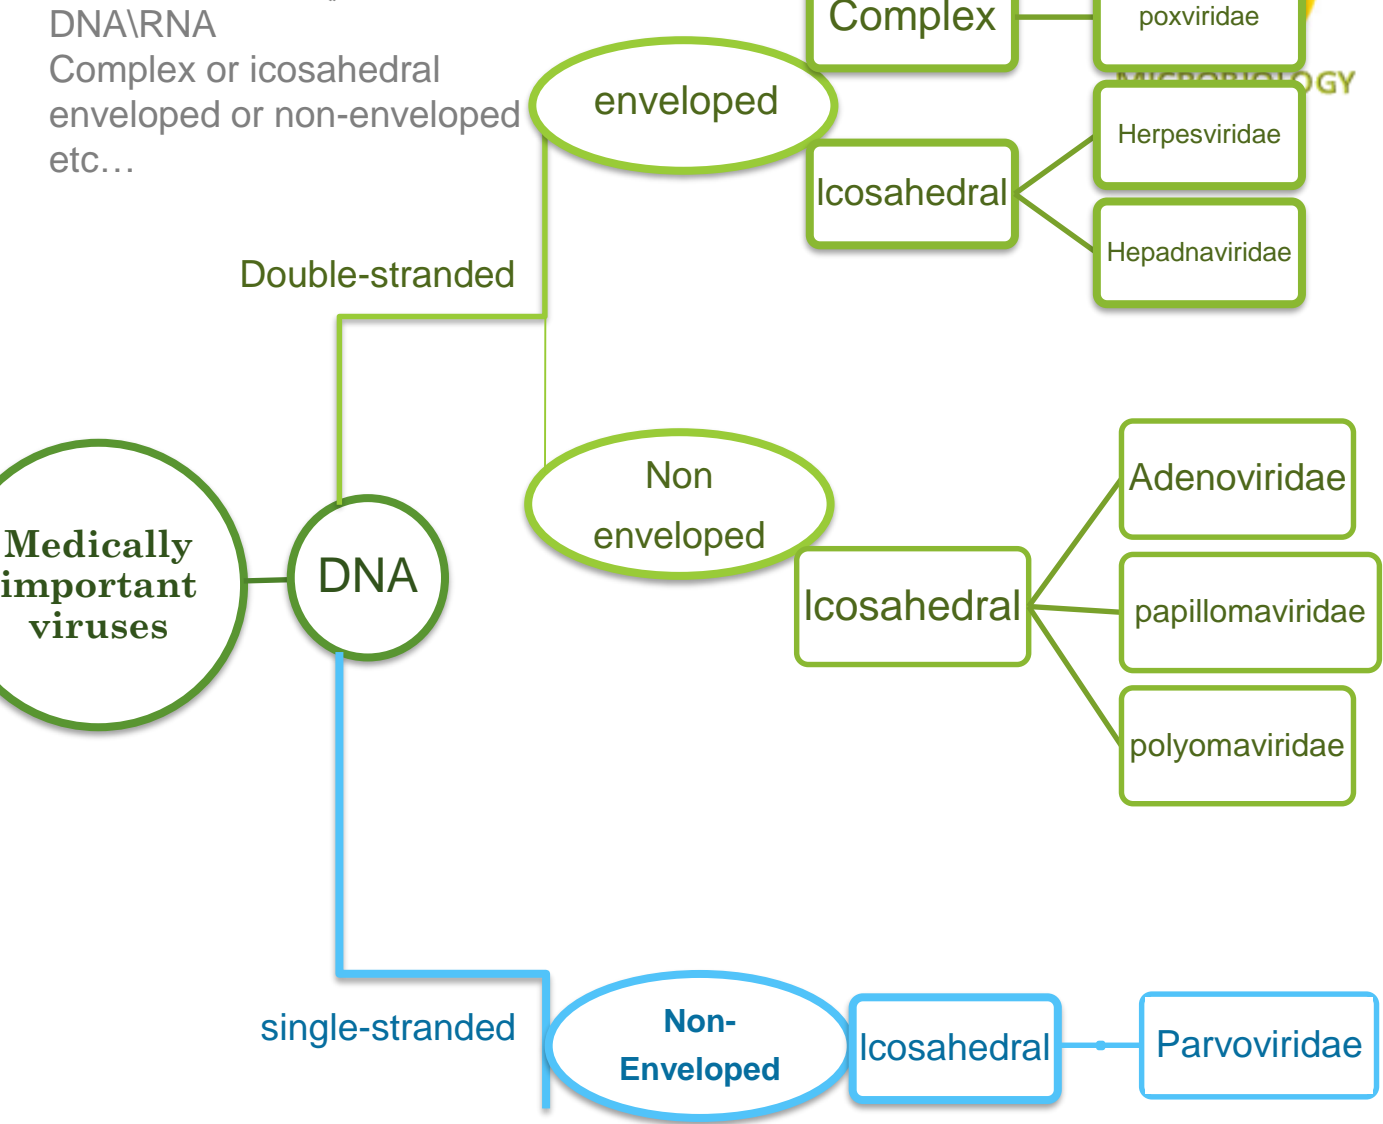 DNA\RNA
Complex or icosahedral
enveloped or non-enveloped
etc…
Complex
poxviridae
MICROBIOLOGY
enveloped
Herpesviridae
Icosahedral
Hepadnaviridae
Double-stranded
Non
enveloped
Adenoviridae
Medically
important
viruses
DNA
Icosahedral
papillomaviridae
polyomaviridae
single-stranded
Non-
Enveloped
Icosahedral
Parvoviridae